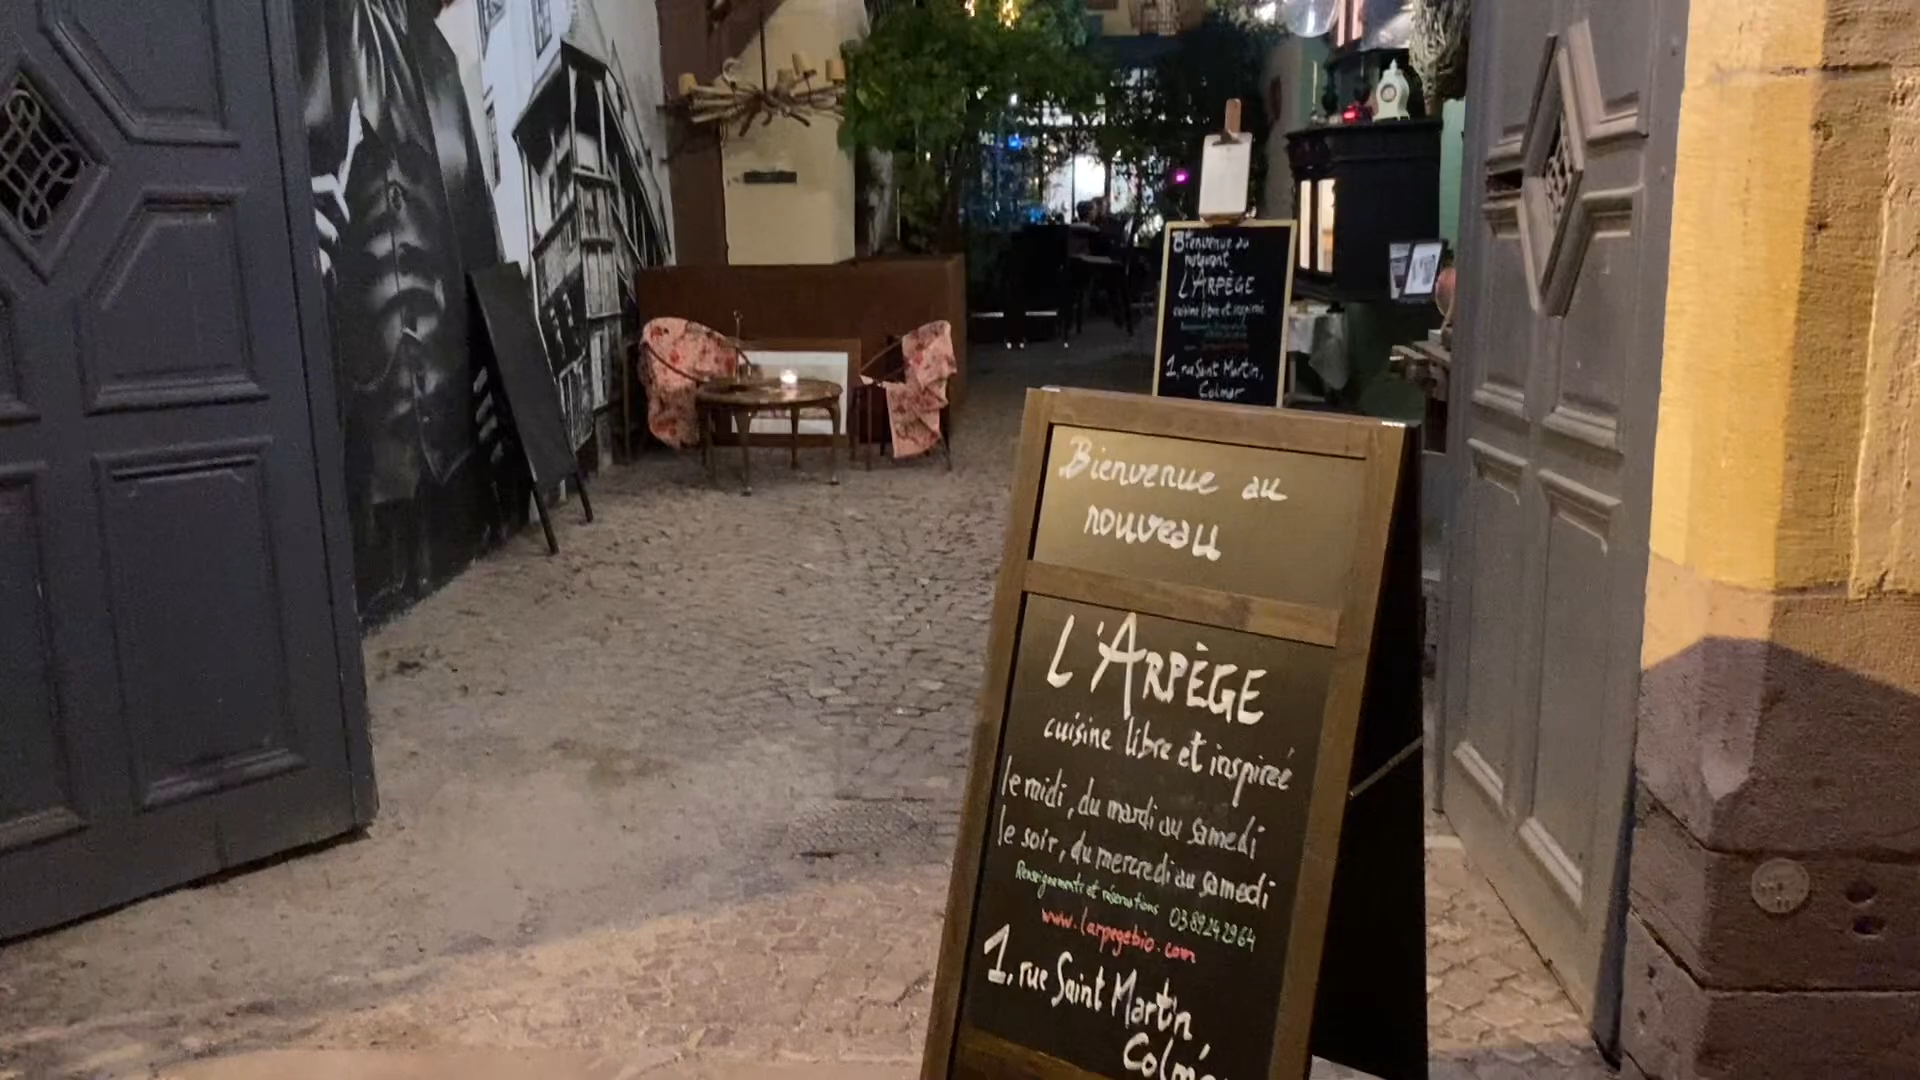 Bienvenue au
nouveau
L'ARPÈGE
cuisine libre et inspirée
le midi, du mardi au samedi
le soir, du mercredi au samedi
Renseignements et réservations 03 89 24 29 64
www.larpegebio.com
1, rue Saint Martin,
Colmar
Bienvenue au
restaurant
L'ARPÈGE
cuisine libre et inspirée
1, rue Saint Martin,
Colmar